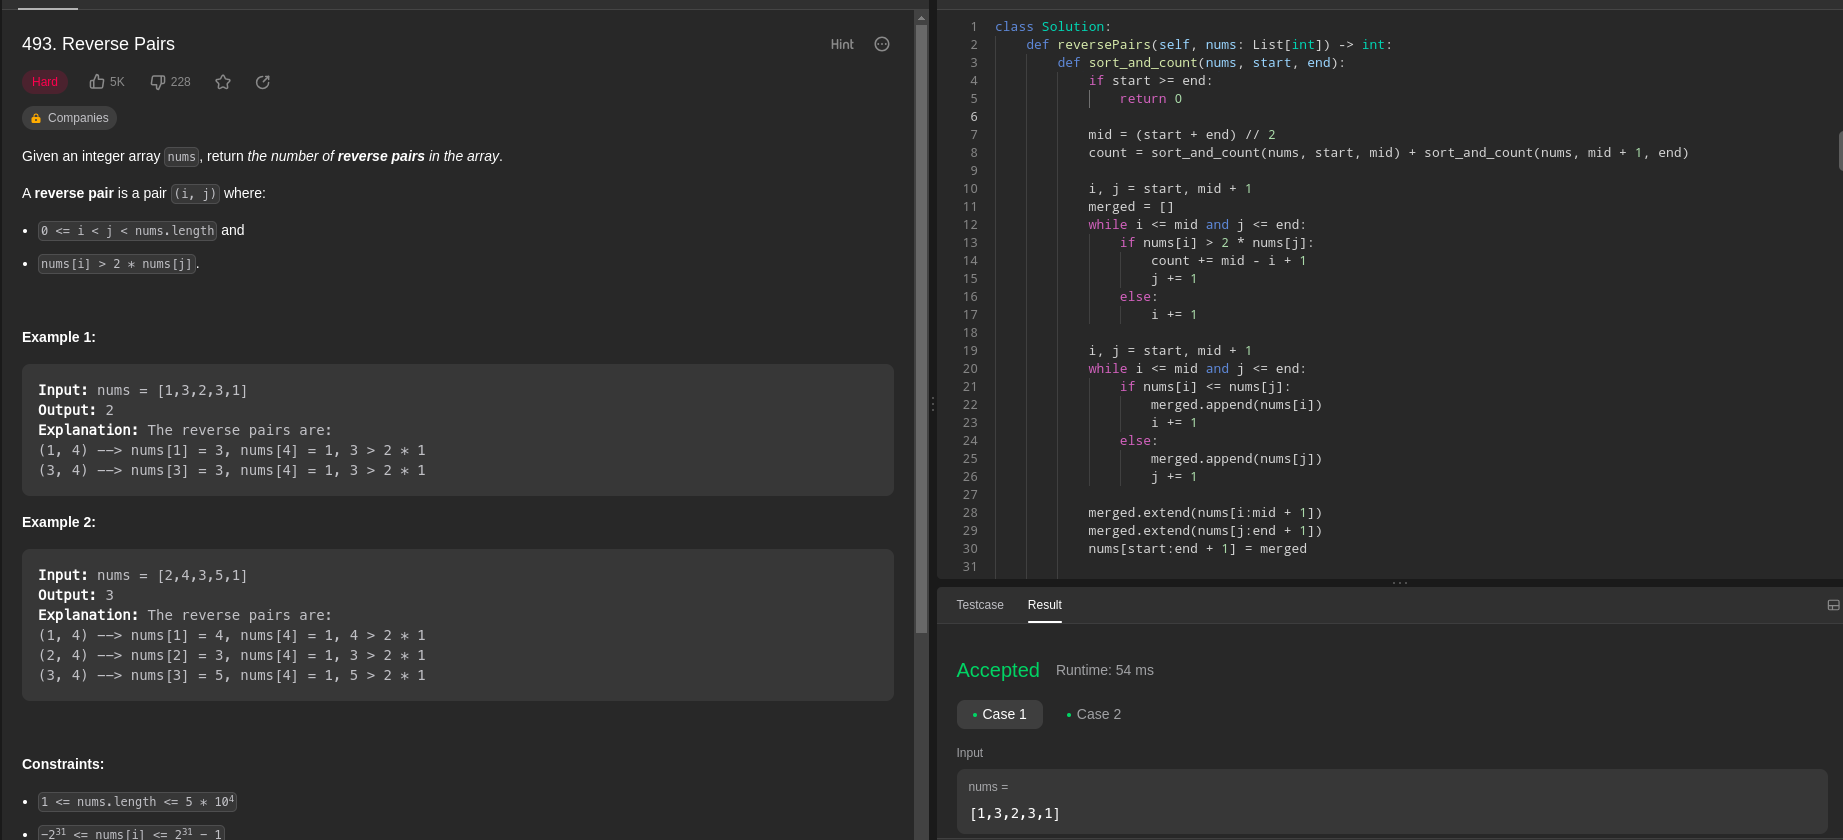 493. Reverse Pairs
Hint
Hard 5K 228
Companies
Given an integer array nums, return the number of reverse pairs in the array.
A reverse pair is a pair (i, j) where:
• 0 <= i < j < nums.length and
• nums[i] > 2 * nums[j].
Example 1:
Input: nums = [1,3,2,3,1]
Output: 2
Explanation: The reverse pairs are:
(1, 4) --> nums[1] = 3, nums[4] = 1, 3 > 2 * 1
(3, 4) --> nums[3] = 3, nums[4] = 1, 3 > 2 * 1
Example 2:
Input: nums = [2,4,3,5,1]
Output: 3
Explanation: The reverse pairs are:
(1, 4) --> nums[1] = 4, nums[4] = 1, 4 > 2 * 1
(2, 4) --> nums[2] = 3, nums[4] = 1, 3 > 2 * 1
(3, 4) --> nums[3] = 5, nums[4] = 1, 5 > 2 * 1
Constraints:
• 1 <= nums.length <= 5 * 10⁴
• -2³¹ <= nums[i] <= 2³¹ - 1
1 class Solution:
2     def reversePairs(self, nums: List[int]) -> int:
3         def sort_and_count(nums, start, end):
4             if start >= end:
5                 return 0
6
7             mid = (start + end) // 2
8             count = sort_and_count(nums, start, mid) + sort_and_count(nums, mid + 1, end)
9
10             i, j = start, mid + 1
11             merged = []
12             while i <= mid and j <= end:
13                 if nums[i] > 2 * nums[j]:
14                     count += mid - i + 1
15                     j += 1
16                 else:
17                     i += 1
18
19             i, j = start, mid + 1
20             while i <= mid and j <= end:
21                 if nums[i] <= nums[j]:
22                     merged.append(nums[i])
23                     i += 1
24                 else:
25                     merged.append(nums[j])
26                     j += 1
27
28             merged.extend(nums[i:mid + 1])
29             merged.extend(nums[j:end + 1])
30             nums[start:end + 1] = merged
31
Testcase Result
Accepted Runtime: 54 ms
• Case 1 • Case 2
Input
nums =
[1,3,2,3,1]